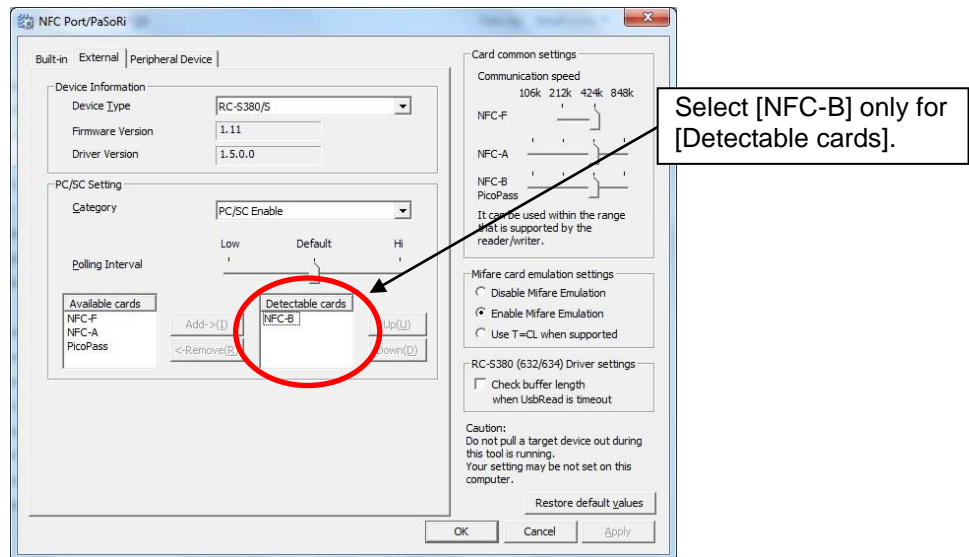 NFC Port/PaSoRi
Built-in External Peripheral Device
Device Information
Device Type RC-S380/S
Firmware Version 1.11
Driver Version 1.5.0.0
PC/SC Setting
Category PC/SC Enable
Low Default Hi
Polling Interval
Available cards
NFC-F
NFC-A
PicoPass
Add->(I)
<-Remove(R
Detectable cards
NFC-B
Up(U)
Down(D)
Card common settings
Communication speed
106k 212k 424k 848k
NFC-F
NFC-A
NFC-B
PicoPass
It can be used within the range
that is supported by the
reader/writer.
Mifare card emulation settings
Disable Mifare Emulation
Enable Mifare Emulation
Use T=CL when supported
RC-S380 (632/634) Driver settings
Check buffer length
when UsbRead is timeout
Caution:
Do not pull a target device out during
this tool is running.
Your setting may be not set on this
computer.
Restore default values
OK Cancel Apply
Select [NFC-B] only for
[Detectable cards].